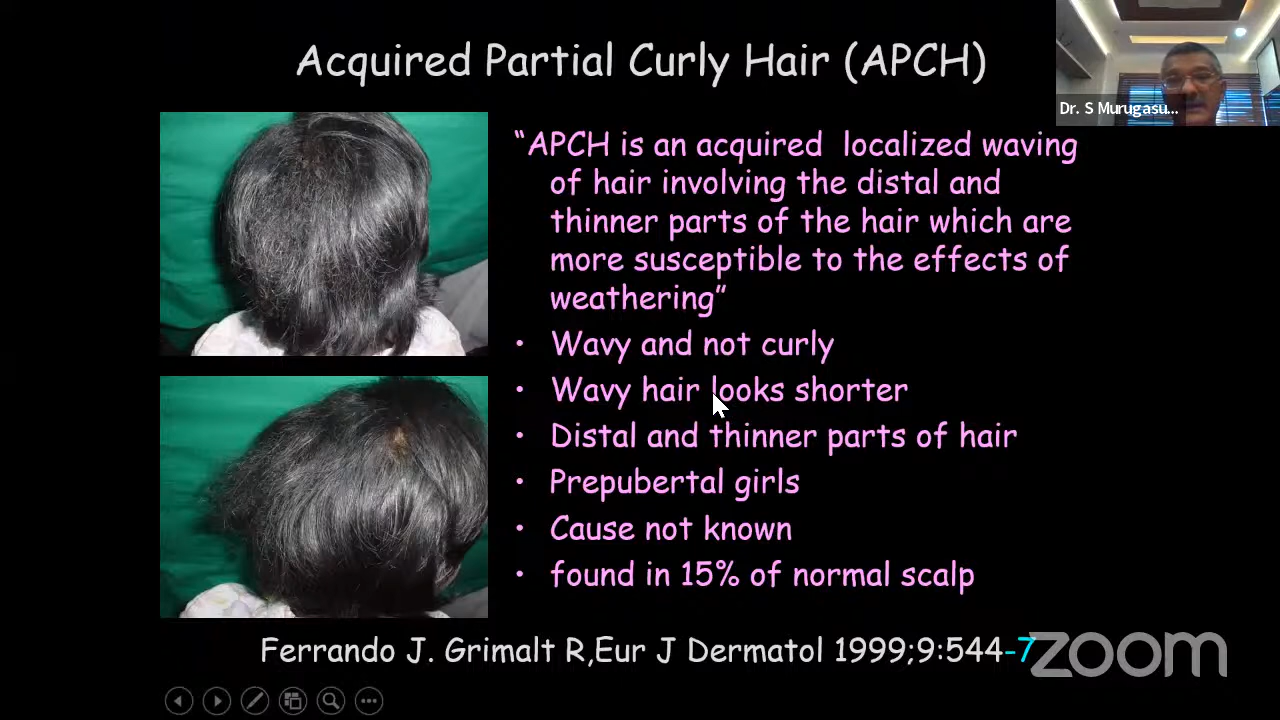 Acquired Partial Curly Hair (APCH)
Dr. S Murugasu...
“APCH is an acquired localized waving
of hair involving the distal and
thinner parts of the hair which are
more susceptible to the effects of
weathering”
• Wavy and not curly
• Wavy hair looks shorter
• Distal and thinner parts of hair
• Prepubertal girls
• Cause not known
• found in 15% of normal scalp
Ferrando J. Grimalt R,Eur J Dermatol 1999;9:544-7
zoom